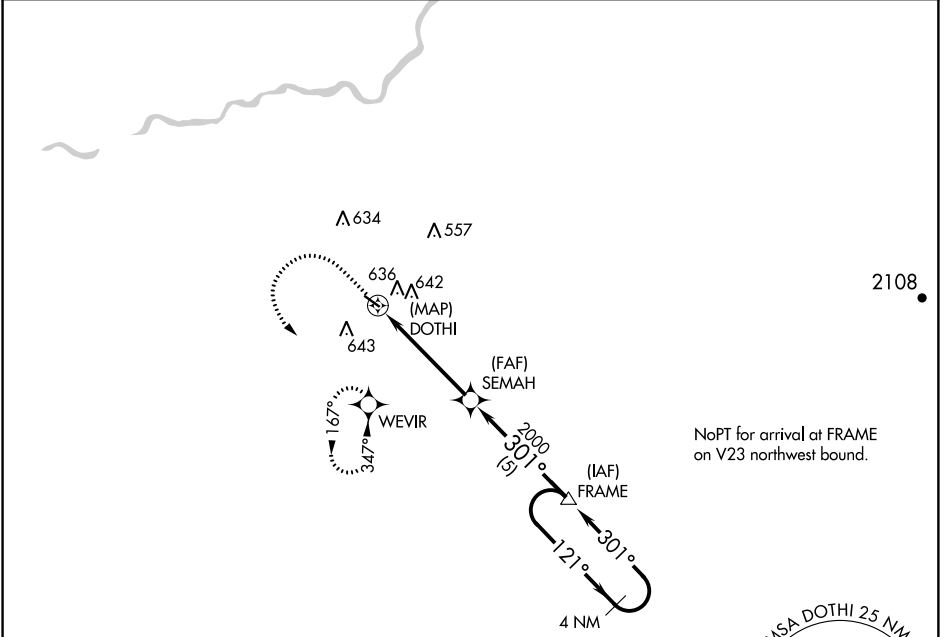 634
557
636
642
2108
(MAP)
DOTHI
643
(FAF)
SEMAH
WEVIR
167°
347°
NoPT for arrival at FRAME
on V23 northwest bound.
2000
301°
(5)
(IAF)
FRAME
301°
121°
4 NM
MSA DOTHI 25 NM